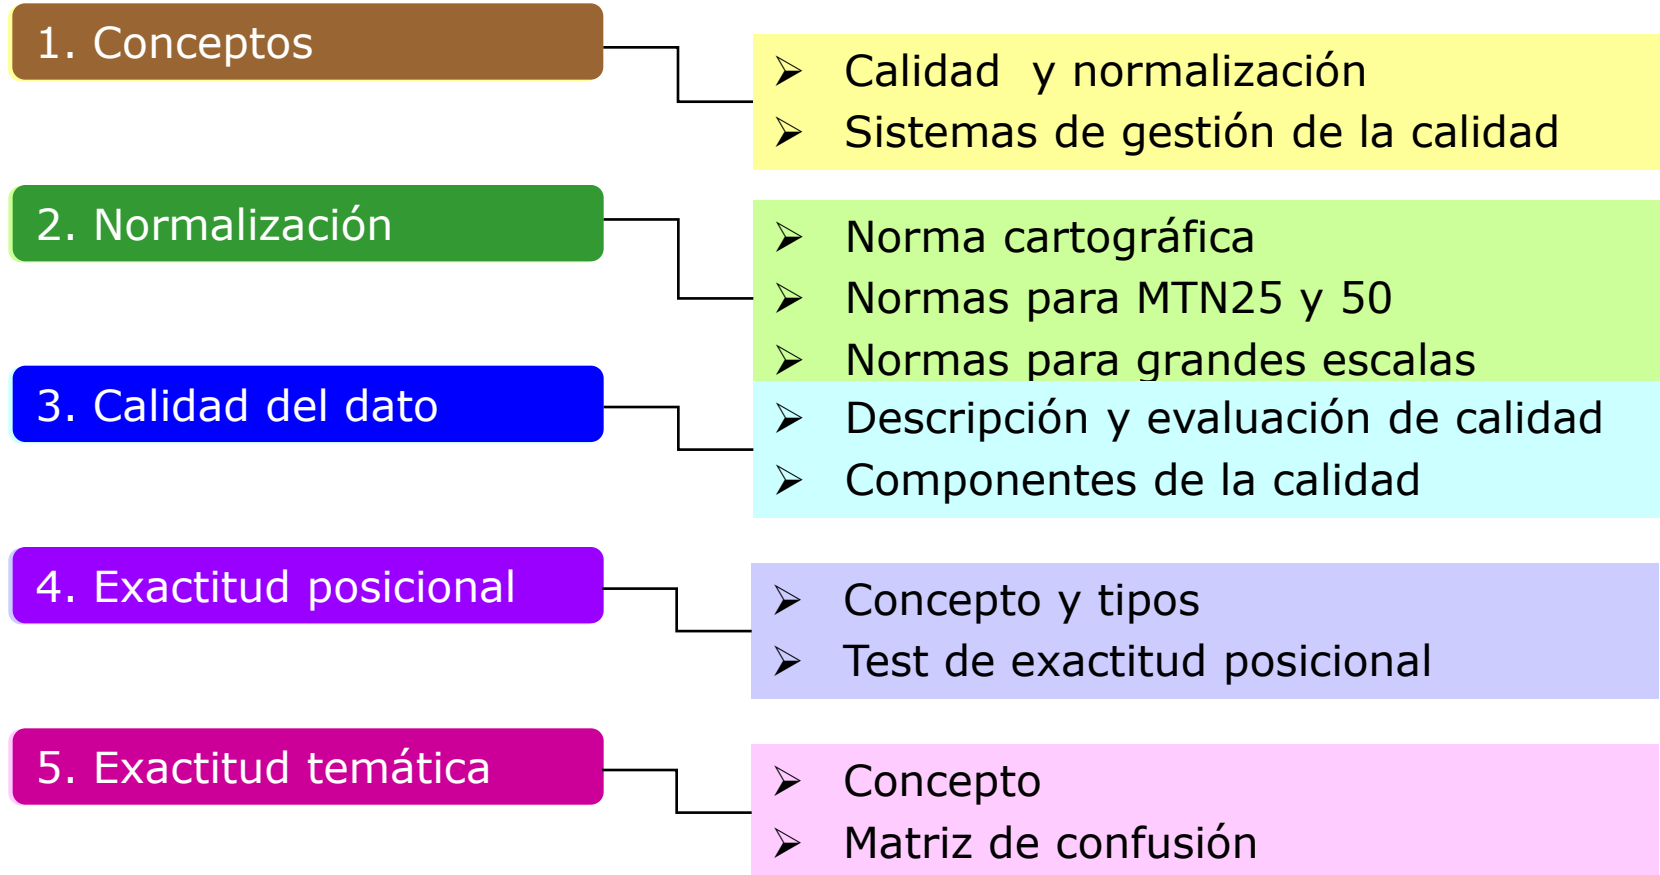 1. Conceptos
➢ Calidad y normalización
➢ Sistemas de gestión de la calidad
2. Normalización
➢ Norma cartográfica
➢ Normas para MTN25 y 50
➢ Normas para grandes escalas
3. Calidad del dato
➢ Descripción y evaluación de calidad
➢ Componentes de la calidad
4. Exactitud posicional
➢ Concepto y tipos
➢ Test de exactitud posicional
5. Exactitud temática
➢ Concepto
➢ Matriz de confusión